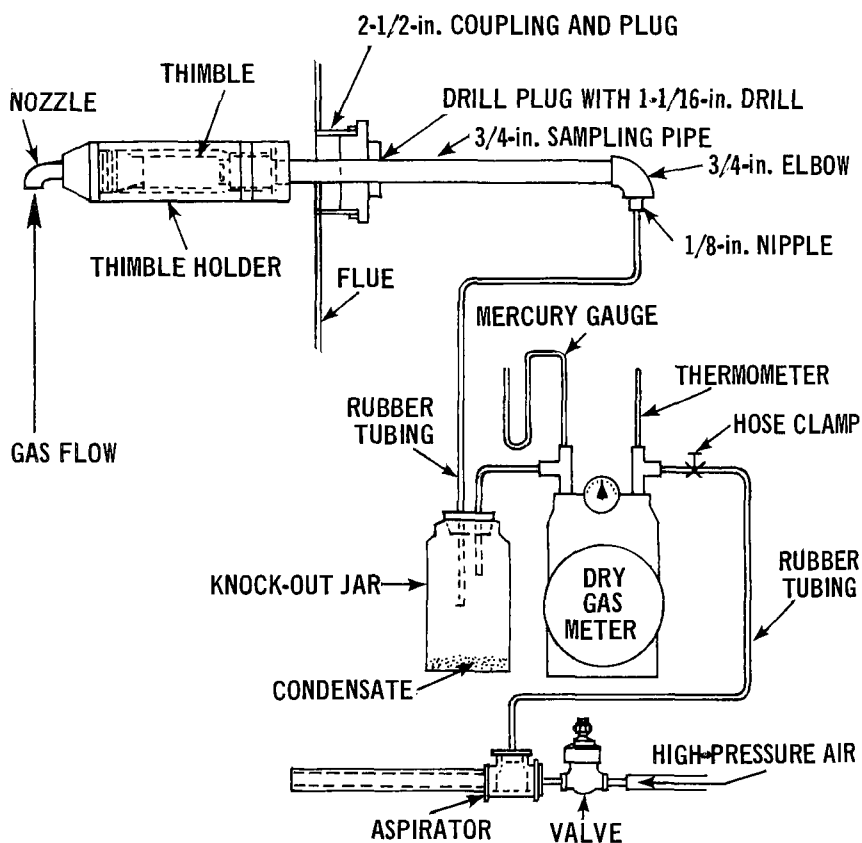 2-1/2-in. COUPLING AND PLUG
THIMBLE
NOZZLE
DRILL PLUG WITH 1-1/16-in. DRILL
3/4-in. SAMPLING PIPE
3/4-in. ELBOW
1/8-in. NIPPLE
THIMBLE HOLDER
FLUE
MERCURY GAUGE
THERMOMETER
RUBBER
TUBING
HOSE CLAMP
GAS FLOW
KNOCK-OUT JAR
DRY
GAS
METER
RUBBER
TUBING
CONDENSATE
HIGH-PRESSURE AIR
ASPIRATOR
VALVE